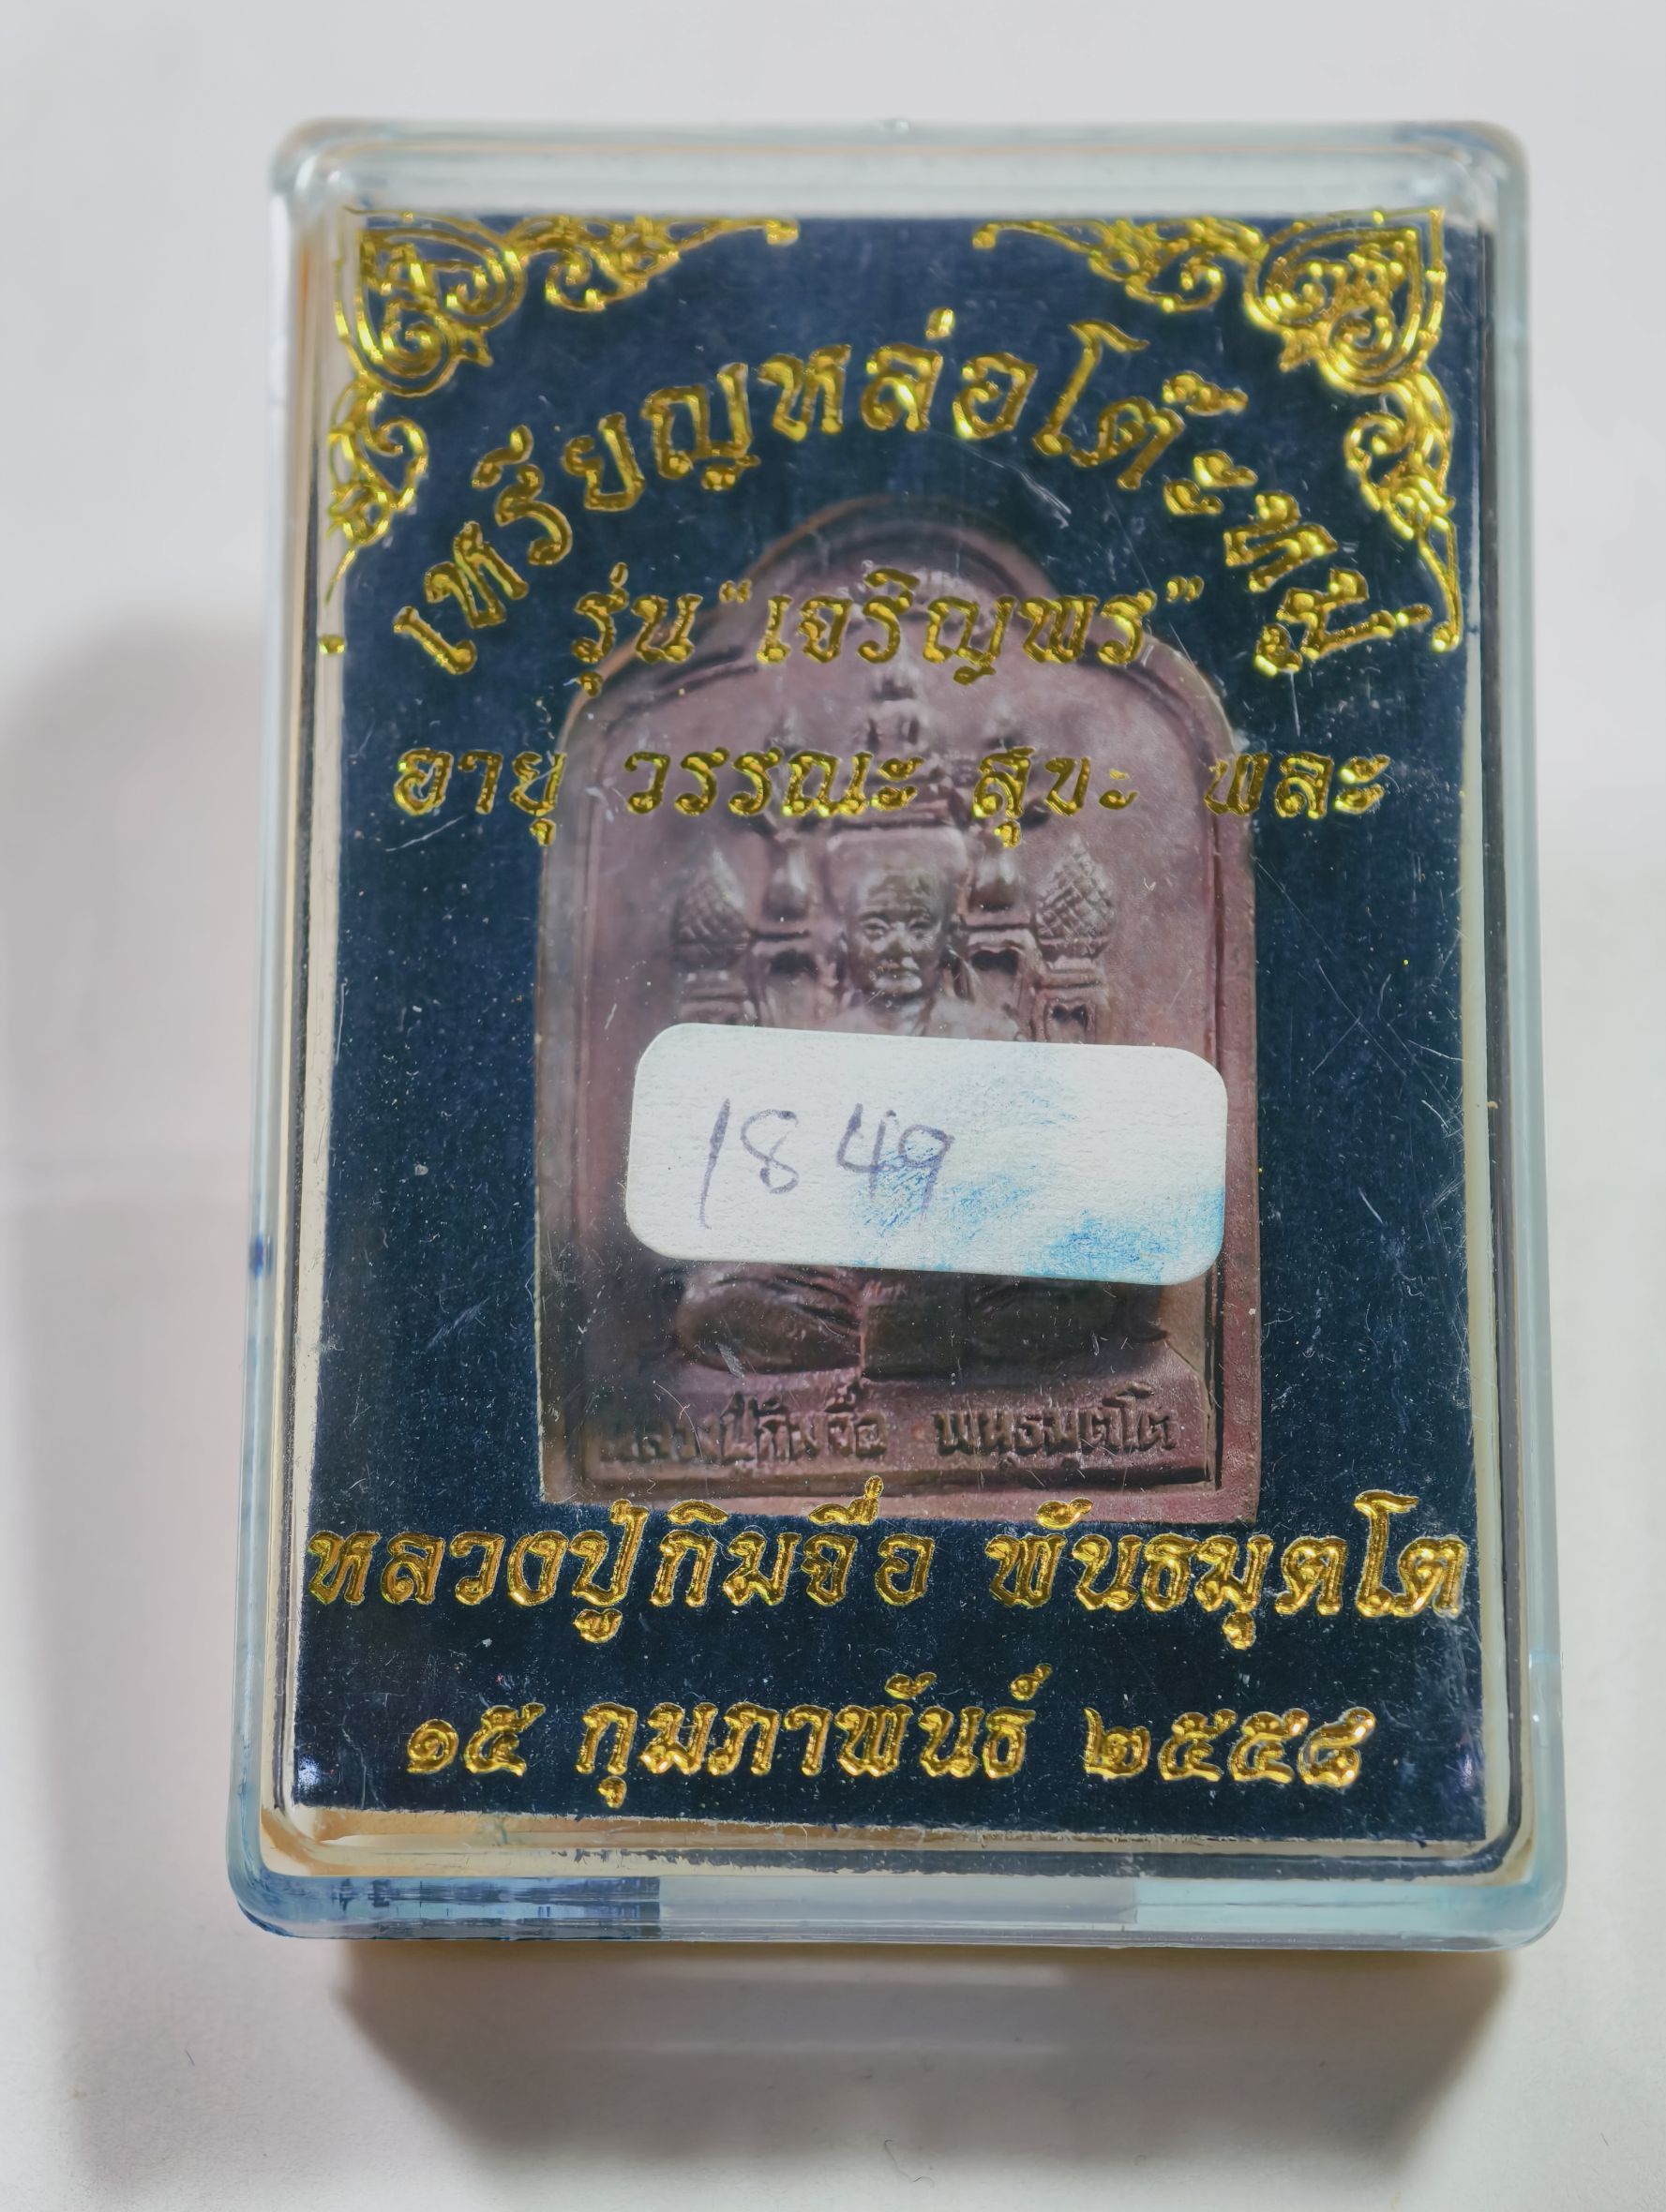 เหรียญหล่อโต๊ะหมู่
รุ่น "เจริญพร"
อายุ วรรณะ สุขะ พละ
1849
หลวงปู่กิมจื้อ พนฺธมุตฺโต
หลวงปู่กิมจื่อ พันธมุตโต
๑๕ กุมภาพันธ์ ๒๕๕๘